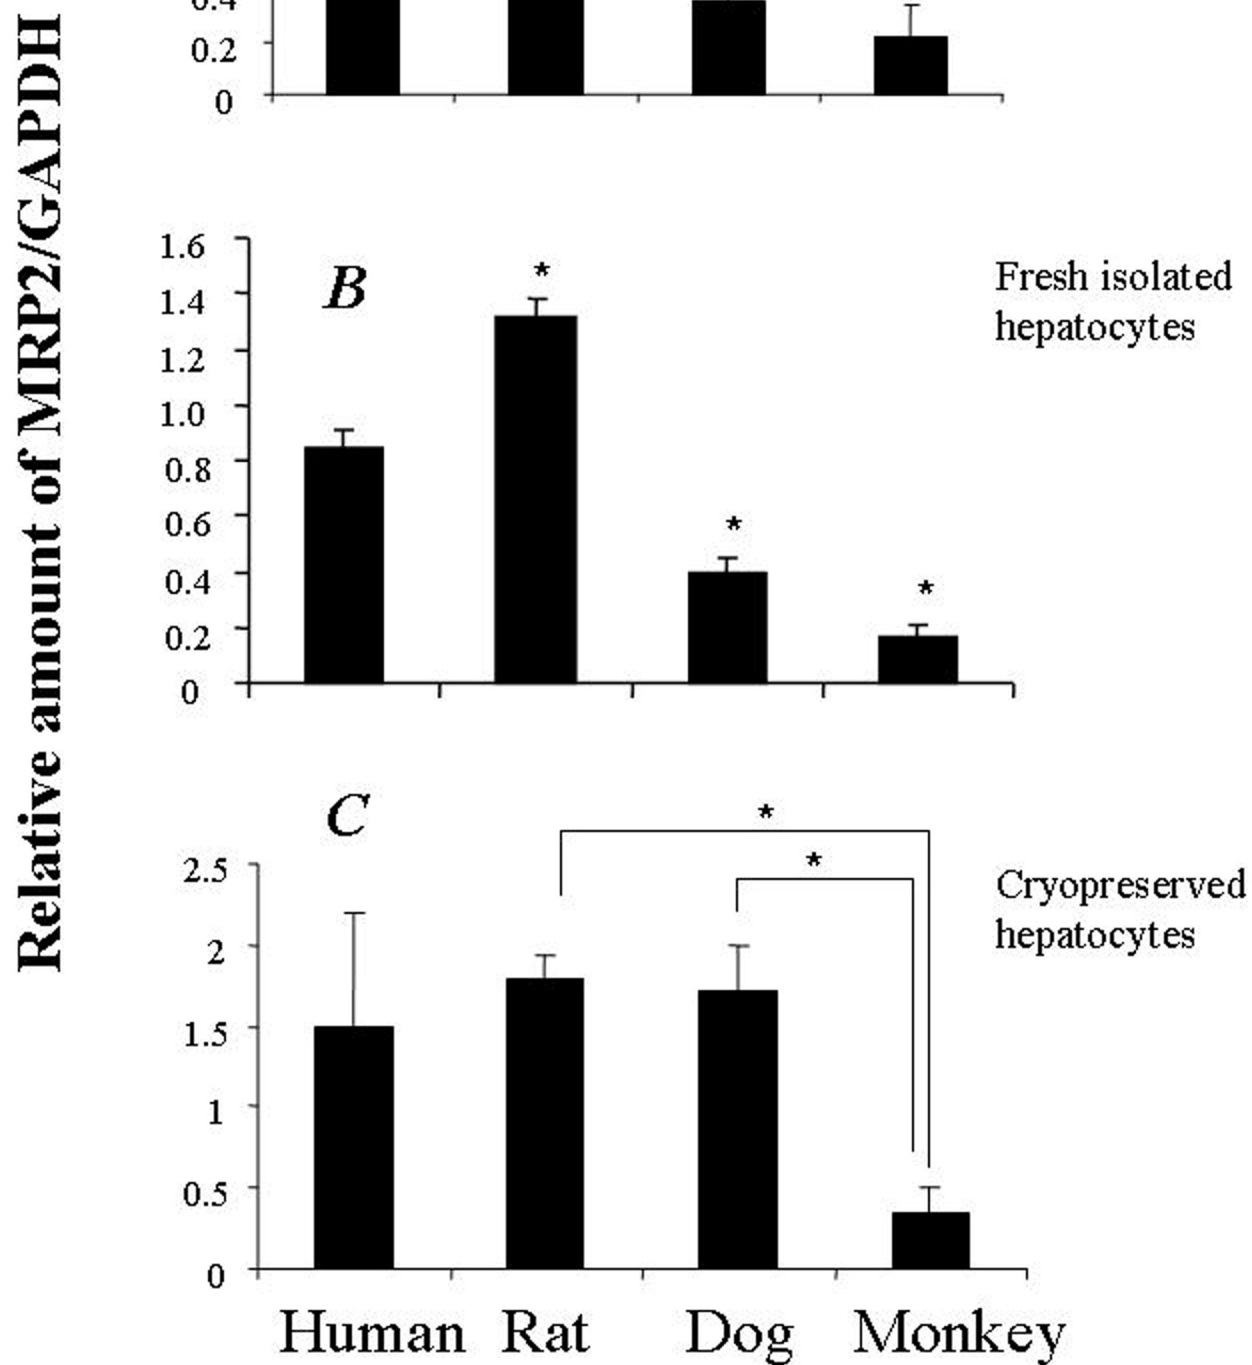 Relative amount of MRP2/GAPDH
0.4
0.2
0
B
*
*
*
Fresh isolated
hepatocytes
1.6
1.4
1.2
1.0
0.8
0.6
0.4
0.2
0
C
*
*
Cryopreserved
hepatocytes
2.5
2
1.5
1
0.5
0
Human Rat Dog Monkey